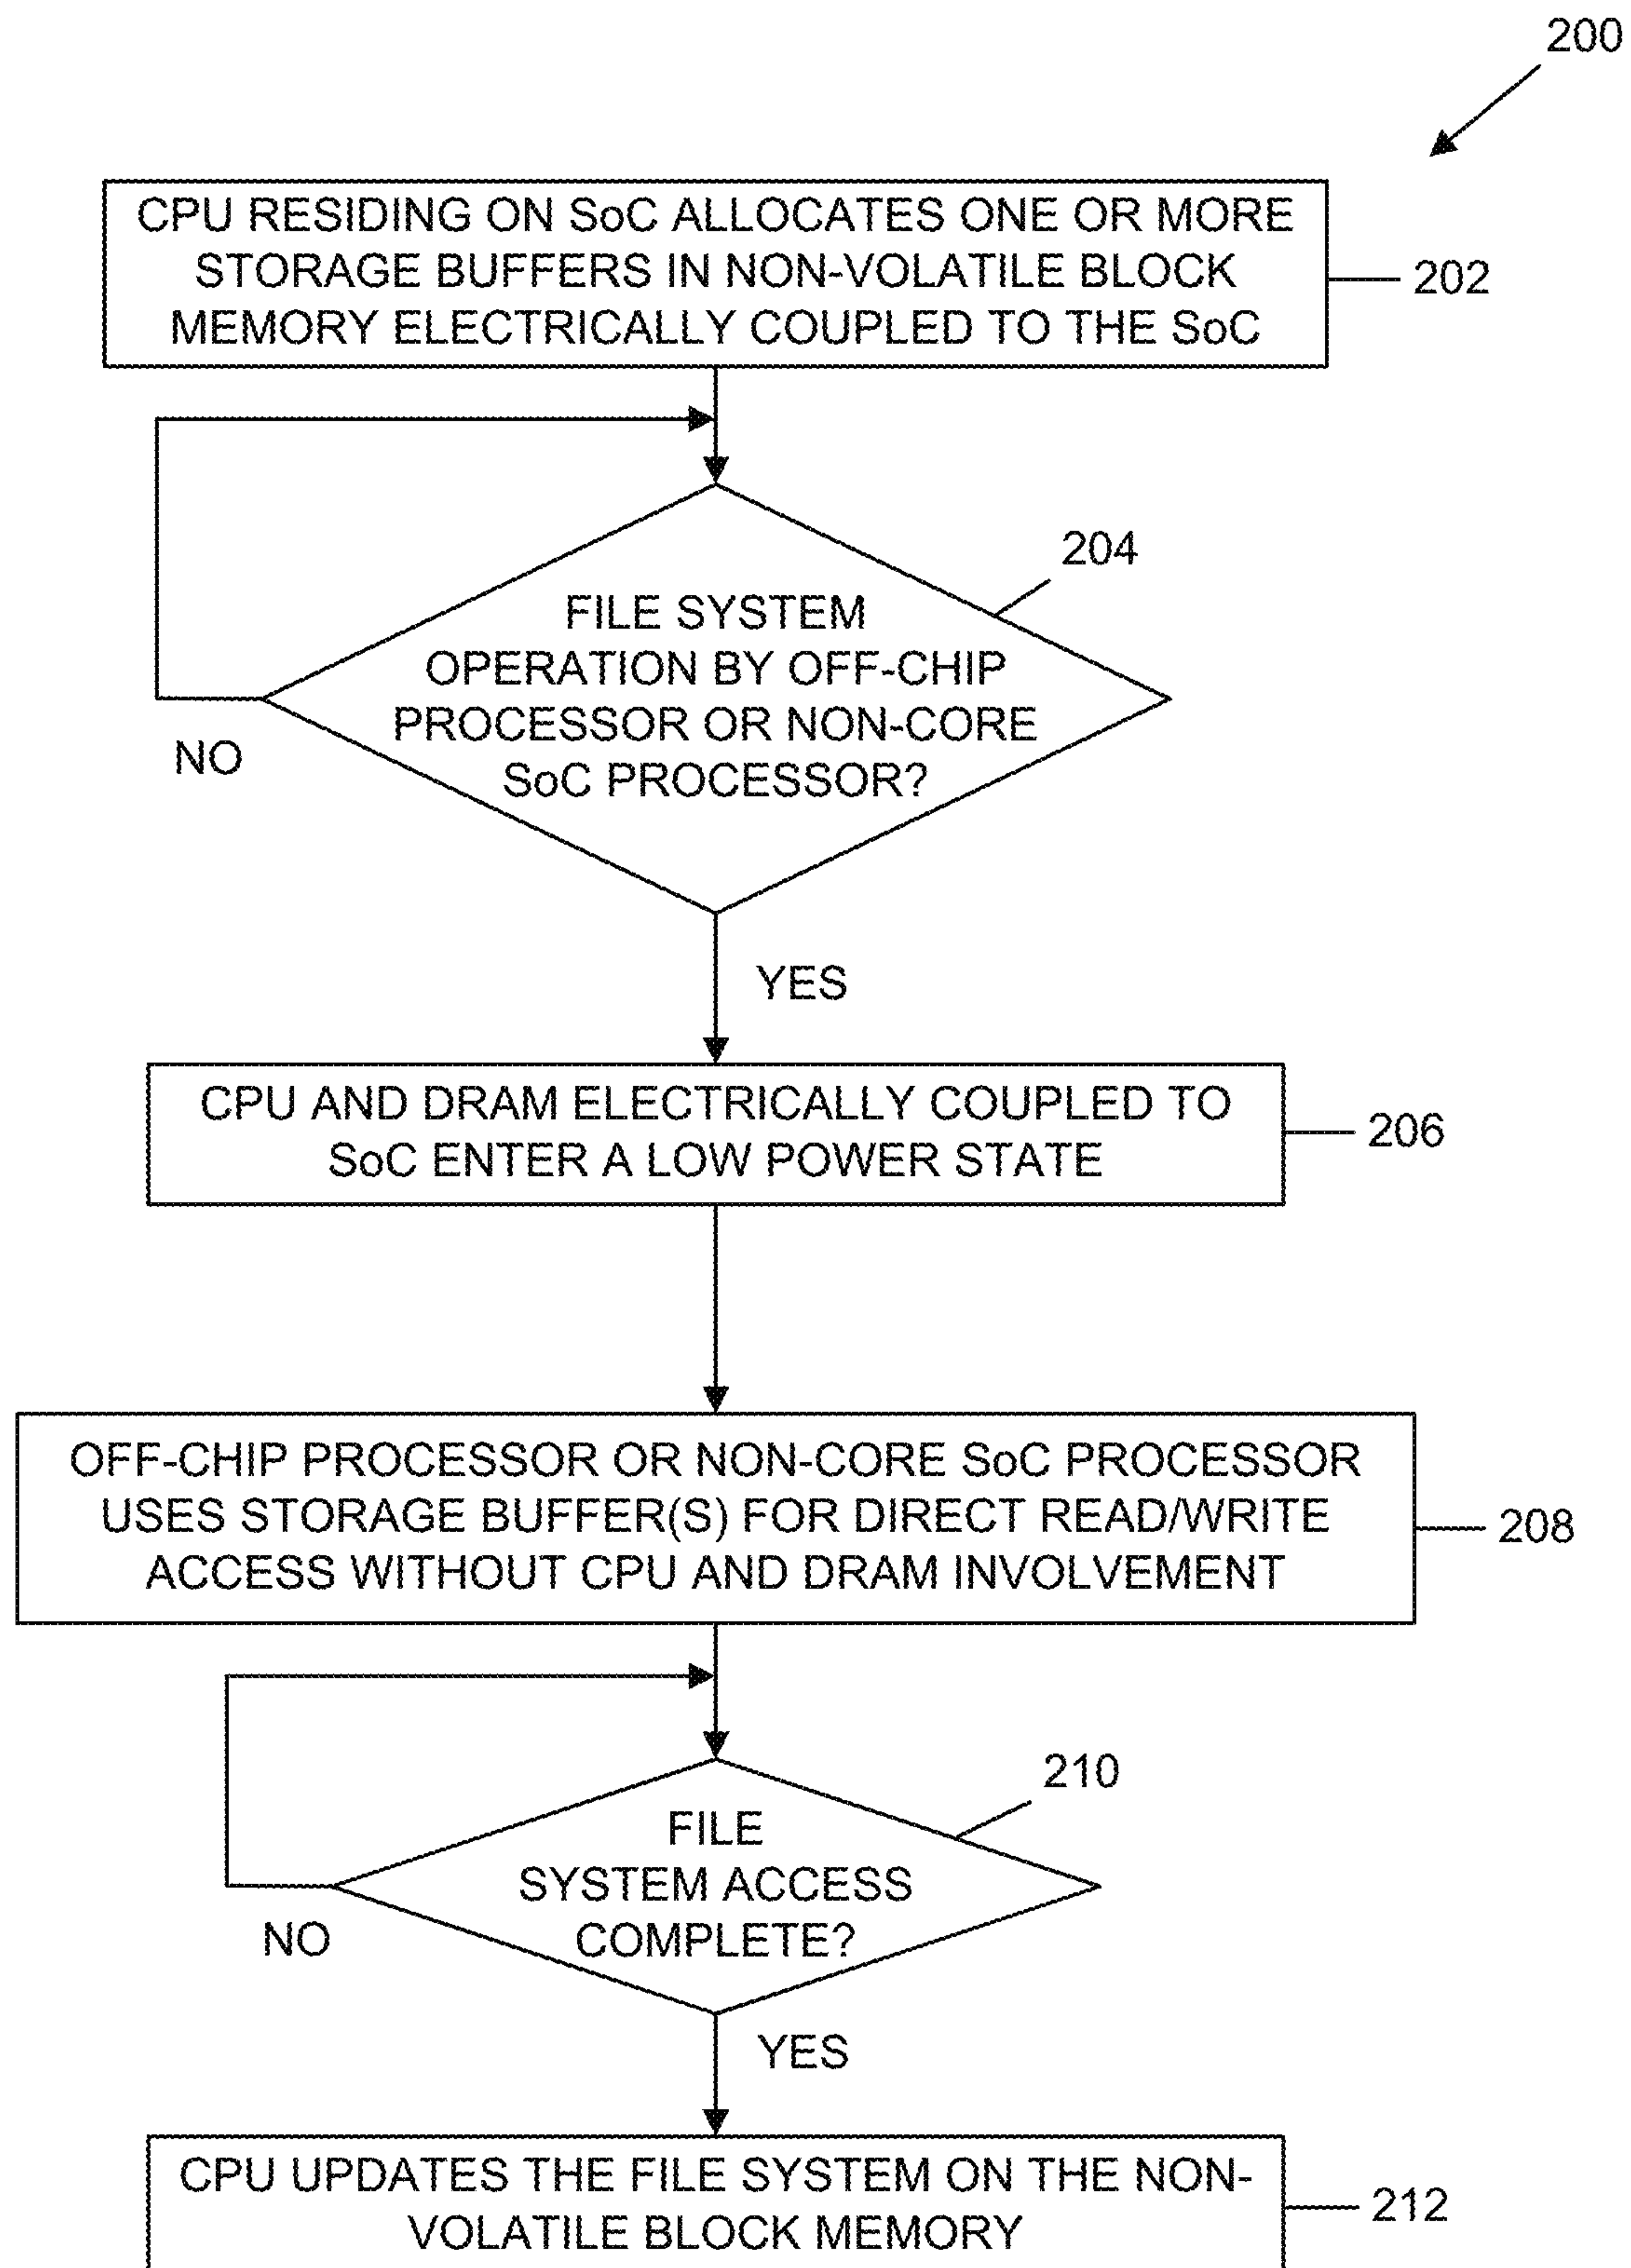 200
CPU RESIDING ON SoC ALLOCATES ONE OR MORE
STORAGE BUFFERS IN NON-VOLATILE BLOCK
MEMORY ELECTRICALLY COUPLED TO THE SoC
202
204
FILE SYSTEM
OPERATION BY OFF-CHIP
PROCESSOR OR NON-CORE
SoC PROCESSOR?
NO
YES
CPU AND DRAM ELECTRICALLY COUPLED TO
SoC ENTER A LOW POWER STATE
206
OFF-CHIP PROCESSOR OR NON-CORE SoC PROCESSOR
USES STORAGE BUFFER(S) FOR DIRECT READ/WRITE
ACCESS WITHOUT CPU AND DRAM INVOLVEMENT
208
210
FILE
SYSTEM ACCESS
COMPLETE?
NO
YES
CPU UPDATES THE FILE SYSTEM ON THE NON-
VOLATILE BLOCK MEMORY
212